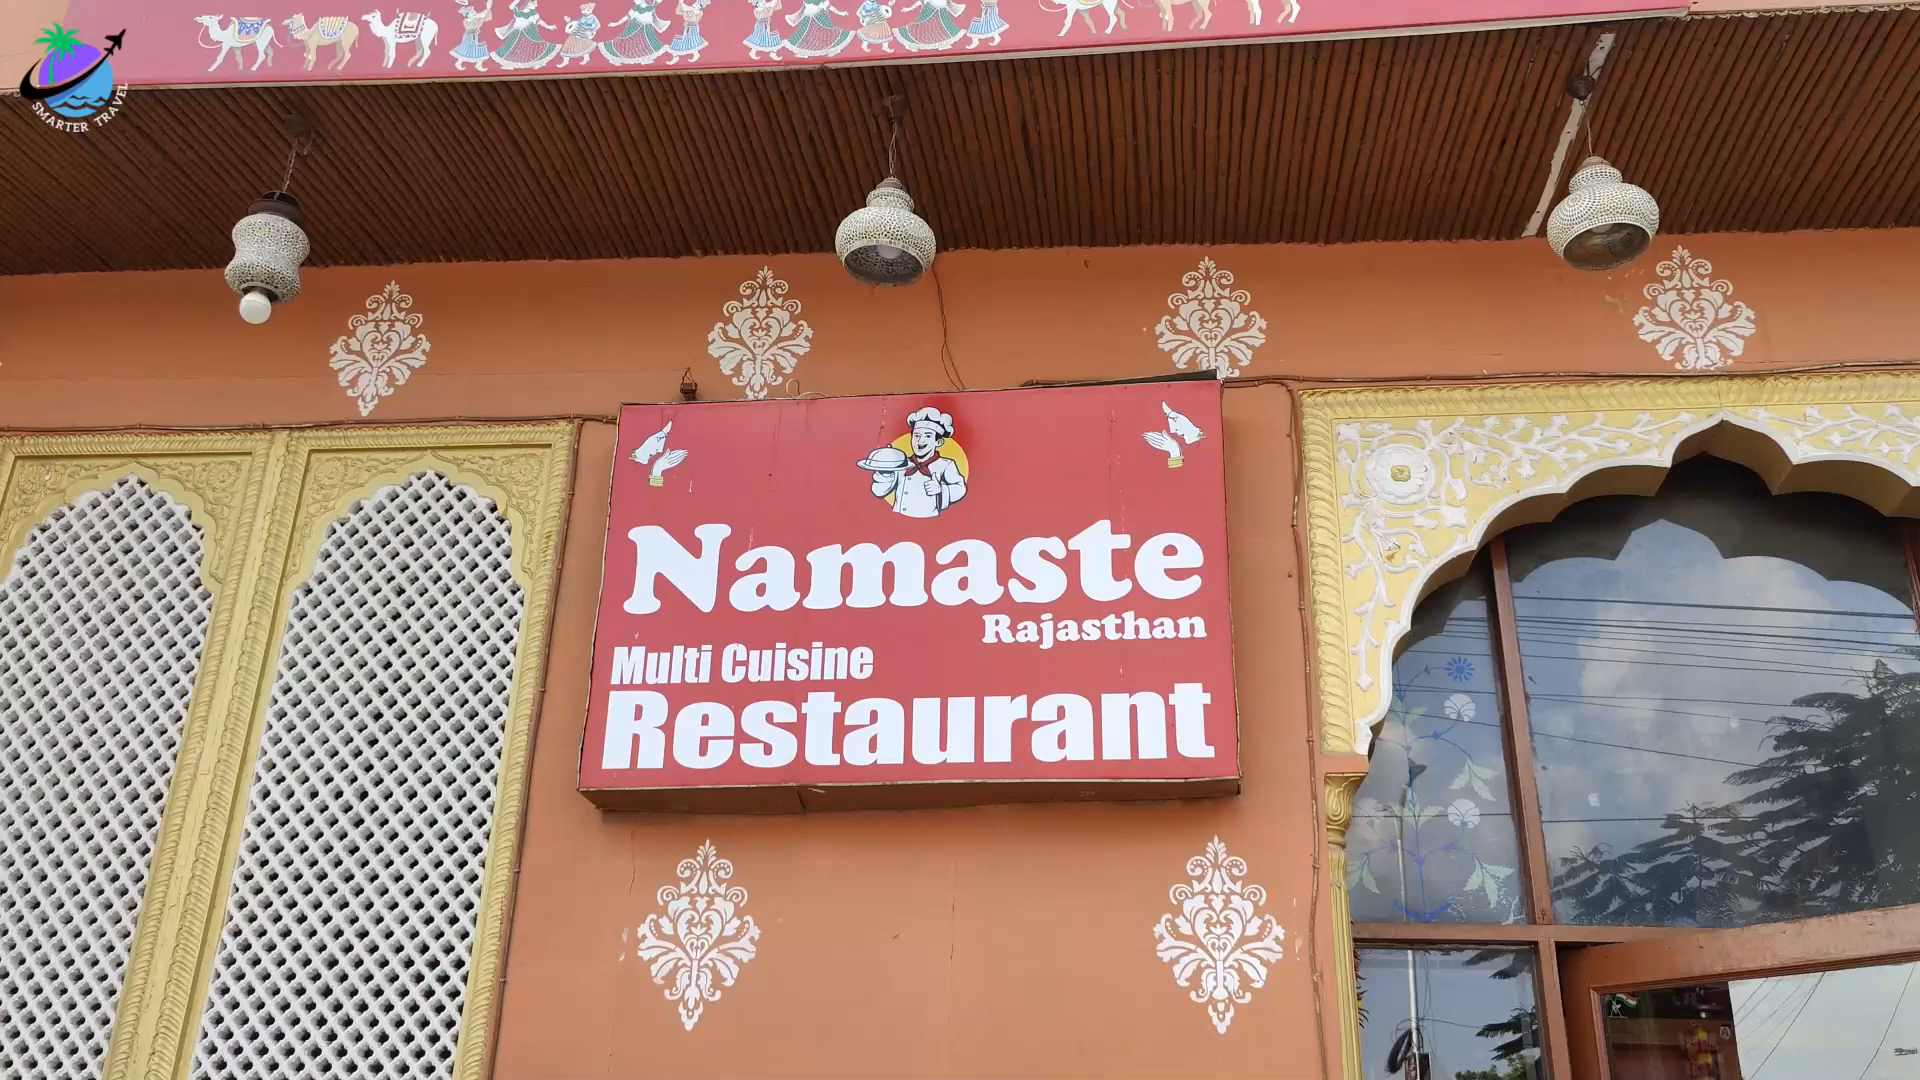 SMARTER TRAVEL
Namaste
Rajasthan
Multi Cuisine
Restaurant